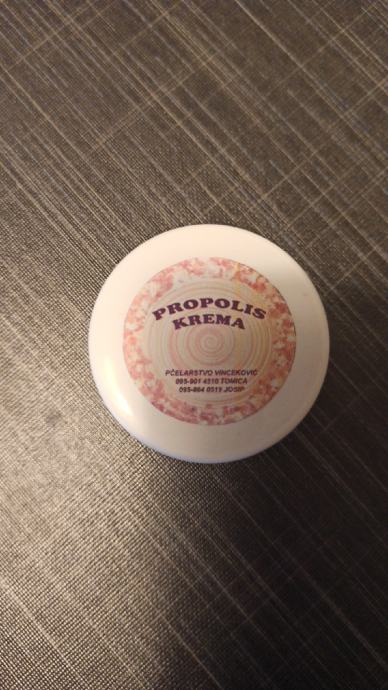 PROPOLIS
KREMA
PČELARSTVO VINCEKOVIĆ
095-901 4510 TOMICA
095-864 0519 JOSIP